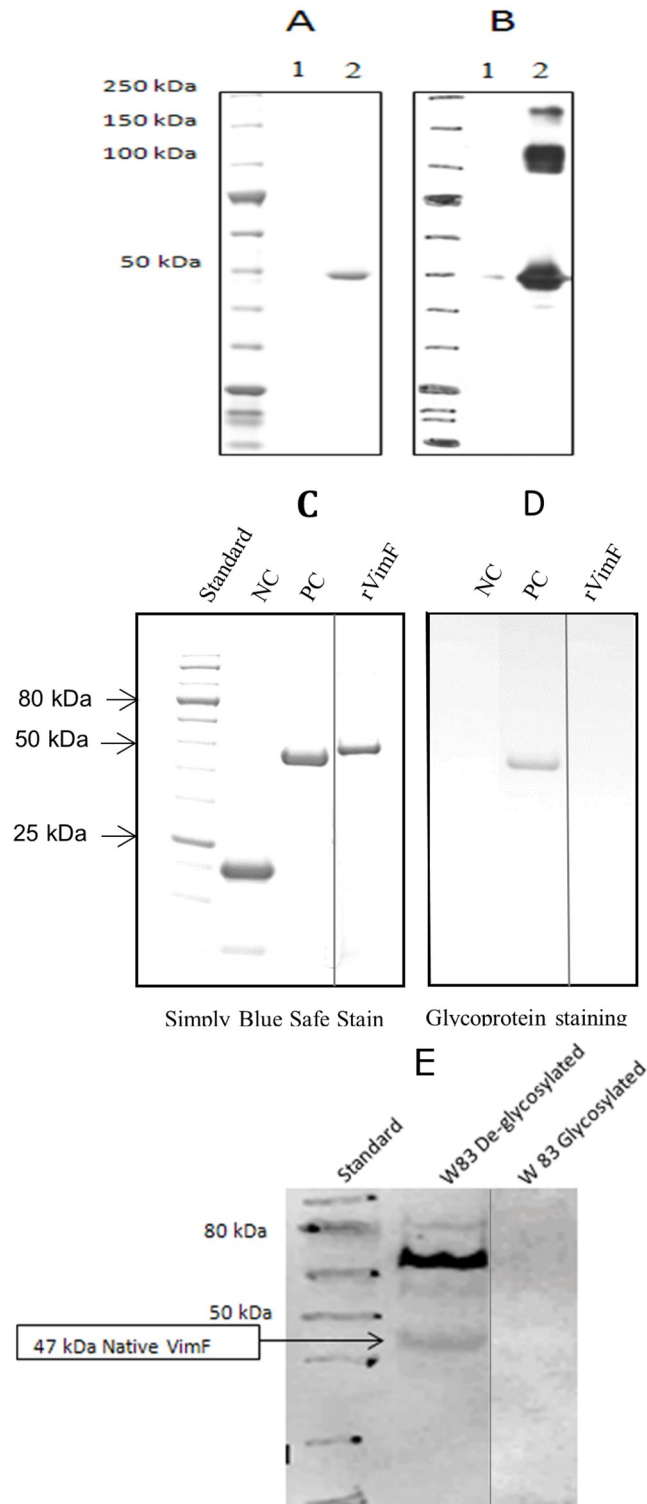 A B
1 2 1 2
250 kDa
150 kDa
100 kDa
50 kDa
C D
Standard NC PC rVimF NC PC rVimF
80 kDa
50 kDa
25 kDa
Simply Blue Safe Stain Glycoprotein staining
E
Standard W83 De-glycosylated W 83 Glycosylated
80 kDa
50 kDa
47 kDa Native VimF